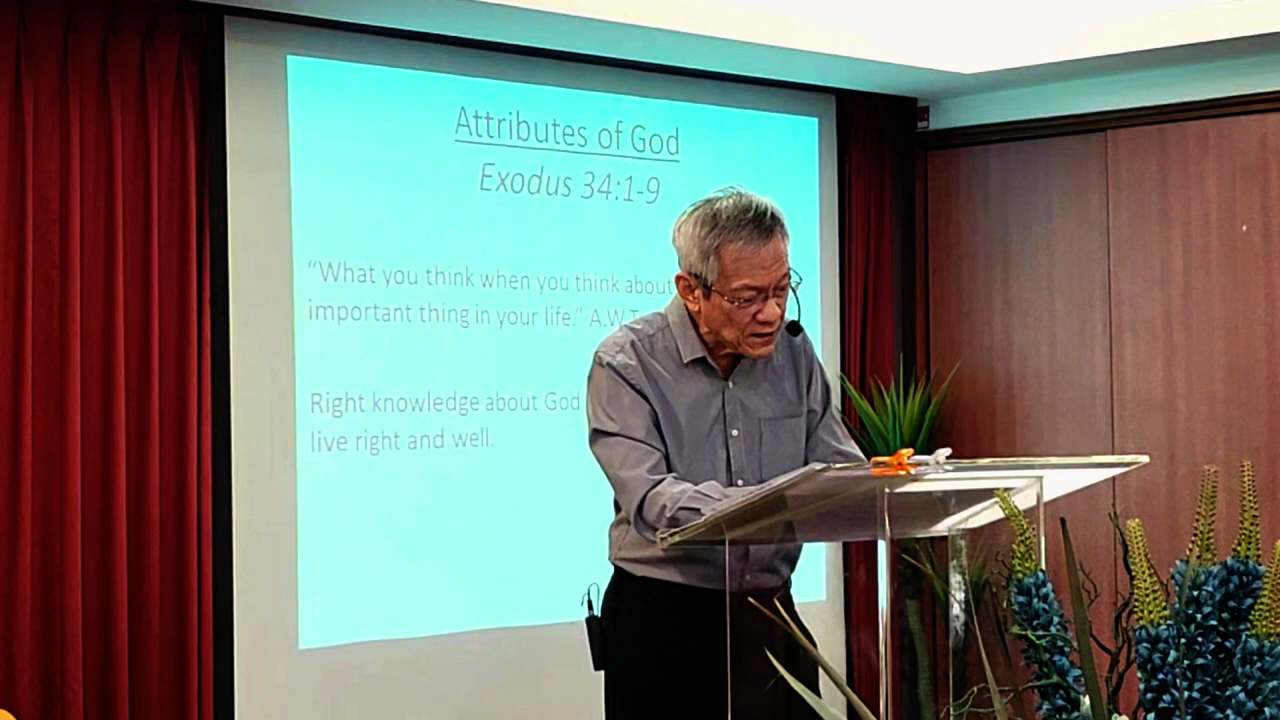 Attributes of God
Exodus 34:1-9
“What you think when you think about
important thing in your life.” A.W.T
Right knowledge about God
live right and well.